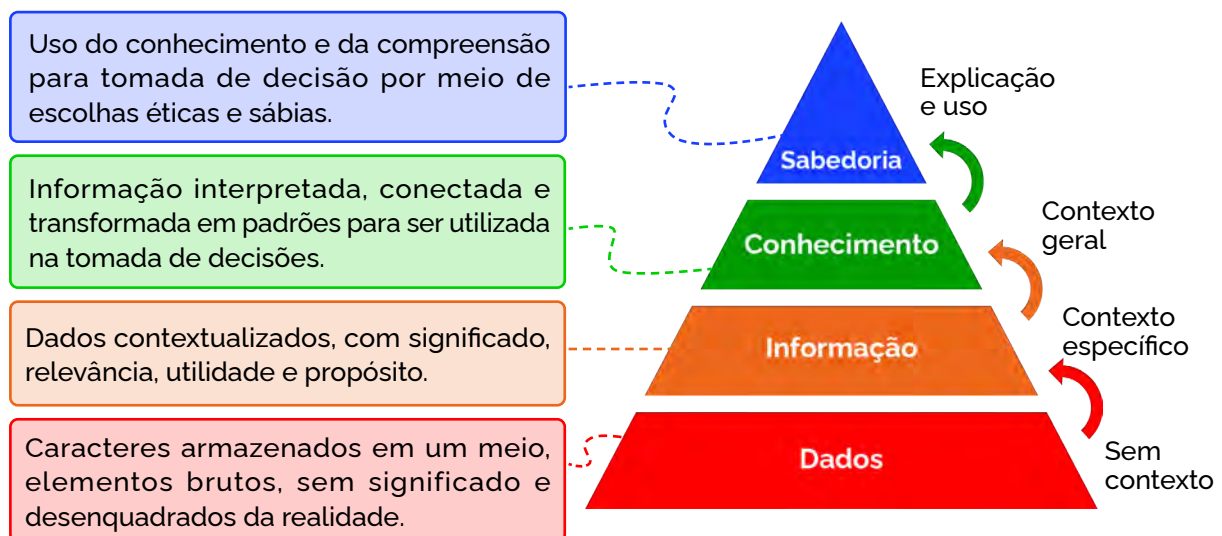 Uso do conhecimento e da compreensão
para tomada de decisão por meio de
escolhas éticas e sábias.
Informação interpretada, conectada e
transformada em padrões para ser utilizada
na tomada de decisões.
Dados contextualizados, com significado,
relevância, utilidade e propósito.
Caracteres armazenados em um meio,
elementos brutos, sem significado e
desenquadrados da realidade.
Sabedoria
Conhecimento
Informação
Dados
Explicação
e uso
Contexto
geral
Contexto
específico
Sem
contexto